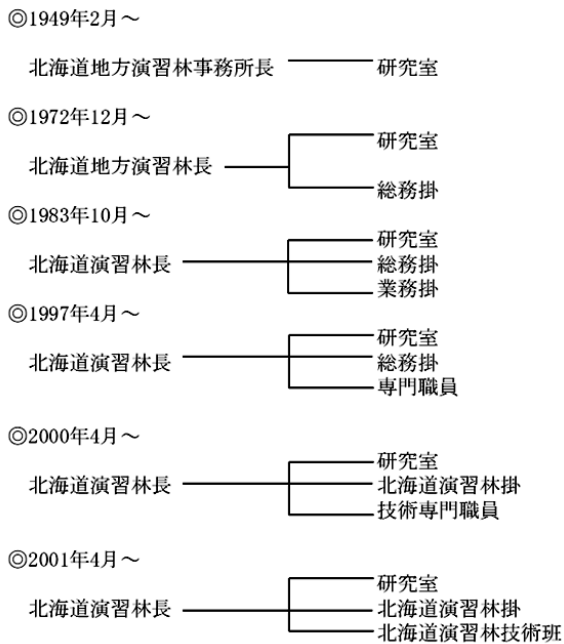 ◎1949年2月～
北海道地方演習林事務所長 研究室
◎1972年12月～
研究室
北海道地方演習林長
総務掛
◎1983年10月～
研究室
北海道演習林長 総務掛
業務掛
◎1997年4月～
研究室
北海道演習林長 総務掛
専門職員
◎2000年4月～
研究室
北海道演習林長 北海道演習林掛
技術専門職員
◎2001年4月～
研究室
北海道演習林長 北海道演習林掛
北海道演習林技術班